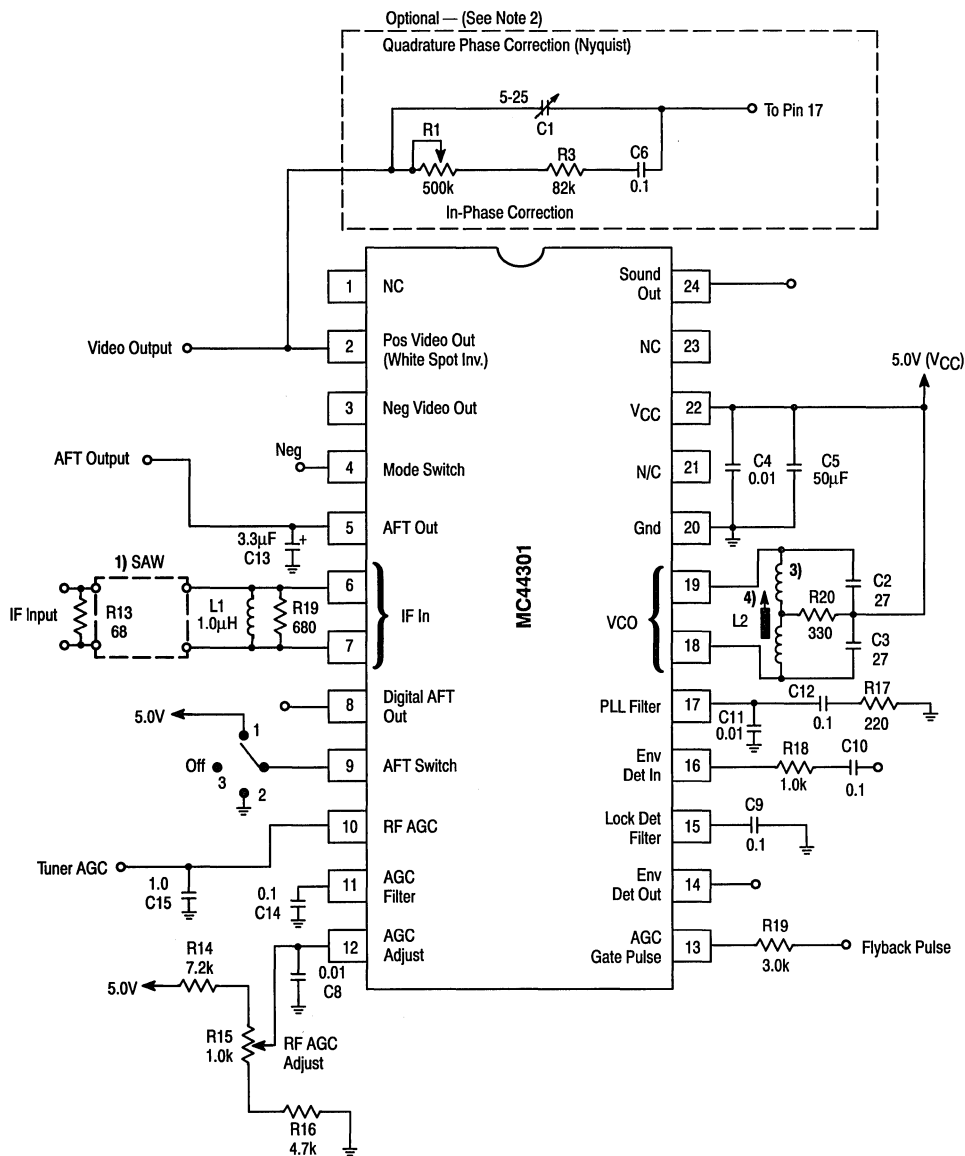 Optional — (See Note 2)
Quadrature Phase Correction (Nyquist)
5-25
C1
To Pin 17
R1
500k
R3
82k
C6
0.1
In-Phase Correction
1
NC
Sound
Out
24
Video Output
2
Pos Video Out
(White Spot Inv.)
NC
23
5.0V (VCC)
3
Neg Video Out
VCC
22
AFT Output
Neg
4
Mode Switch
N/C
21
C4
0.01
C5
50µF
5
AFT Out
Gnd
20
3.3µF
+
C13
MC44301
1) SAW
IF Input
R13
68
L1
1.0µH
R19
680
6
7
IF In
VCO
19
18
3)
4)
L2
R20
330
C2
27
C3
27
8
Digital AFT
Out
PLL Filter
17
C11
0.01
C12
0.1
R17
220
5.0V
1
Off
3
2
9
AFT Switch
Env
Det In
16
R18
1.0k
C10
0.1
10
RF AGC
Lock Det
Filter
15
C9
0.1
Tuner AGC
1.0
C15
0.1
C14
11
AGC
Filter
Env
Det Out
14
12
AGC
Adjust
AGC
Gate Pulse
13
R19
3.0k
Flyback Pulse
0.01
C8
R14
7.2k
5.0V
R15
1.0k
RF AGC
Adjust
R16
4.7k